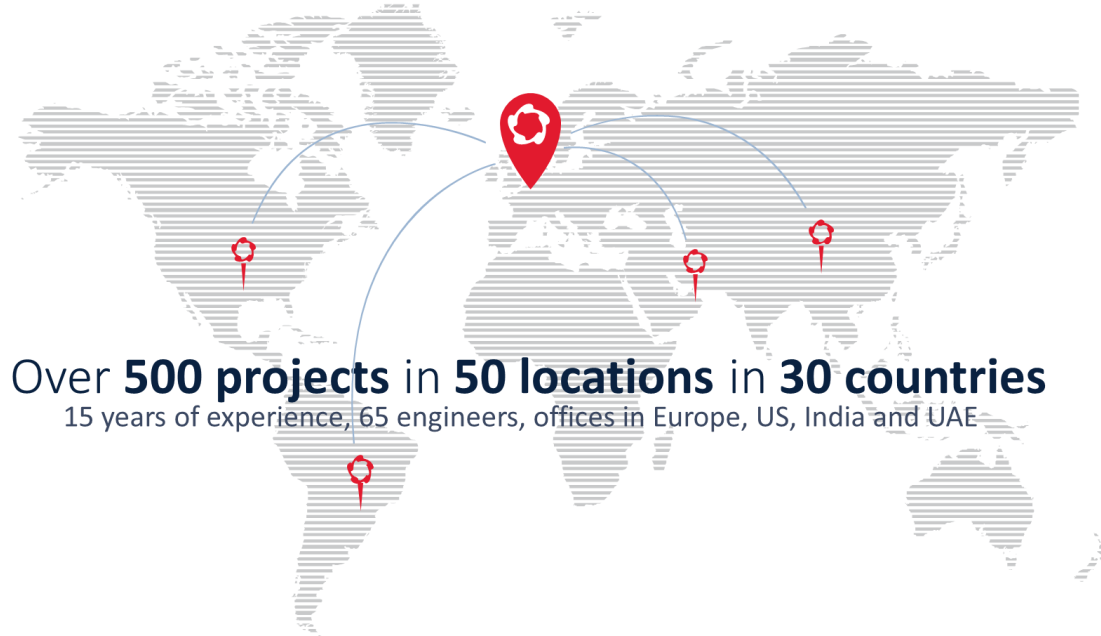 Over 500 projects in 50 locations in 30 countries
15 years of experience, 65 engineers, offices in Europe, US, India and UAE